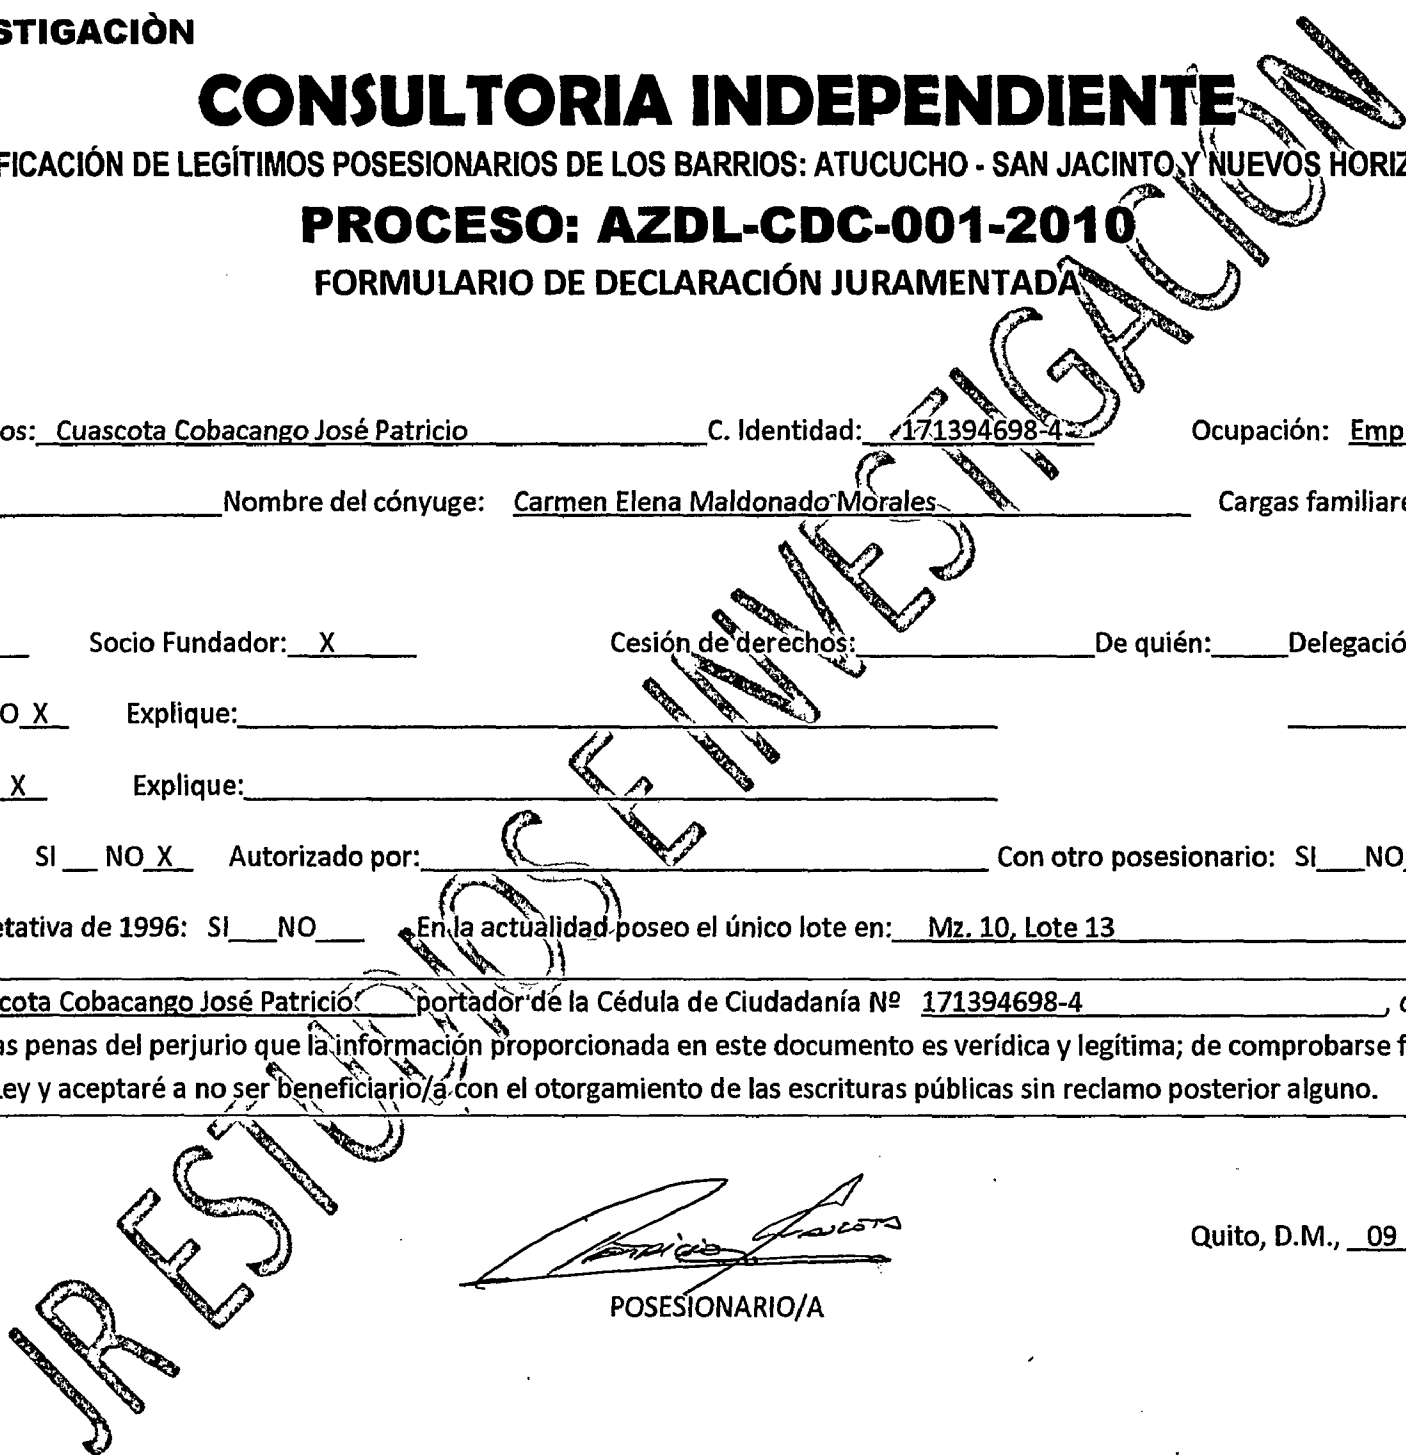 STIGACIÒN
CONSULTORIA INDEPENDIENTE
FICACIÓN DE LEGÍTIMOS POSESIONARIOS DE LOS BARRIOS: ATUCUCHO - SAN JACINTO Y NUEVOS HORIZ
PROCESO: AZDL-CDC-001-2010
FORMULARIO DE DECLARACIÓN JURAMENTADA
os: Cuascota Cobacango José Patricio C. Identidad: 171394698-4 Ocupación: Emp
Nombre del cónyuge: Carmen Elena Maldonado Morales Cargas familiare
Socio Fundador: X Cesión de derechos: De quién: Delegació
O X Explique:
X Explique:
SI NO X Autorizado por: Con otro posesionario: SI NO
etativa de 1996: SI NO En la actualidad poseo el único lote en: Mz. 10, Lote 13
cota Cobacango José Patricio portador de la Cédula de Ciudadanía Nº 171394698-4 ,
as penas del perjurio que la información proporcionada en este documento es verídica y legítima; de comprobarse f
Ley y aceptaré a no ser beneficiario/a con el otorgamiento de las escrituras públicas sin reclamo posterior alguno.
Patricio Cuascota
Quito, D.M., 09
POSESIONARIO/A
JR ESTUDIOS E INVESTIGACION